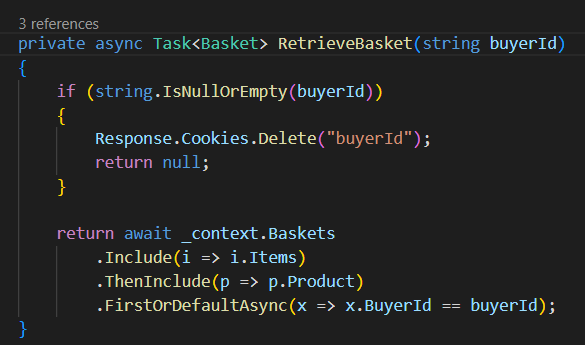 3 references
private async Task<Basket> RetrieveBasket(string buyerId)
{
    if (string.IsNullOrEmpty(buyerId))
    {
        Response.Cookies.Delete("buyerId");
        return null;
    }

    return await _context.Baskets
        .Include(i => i.Items)
        .ThenInclude(p => p.Product)
        .FirstOrDefaultAsync(x => x.BuyerId == buyerId);
}